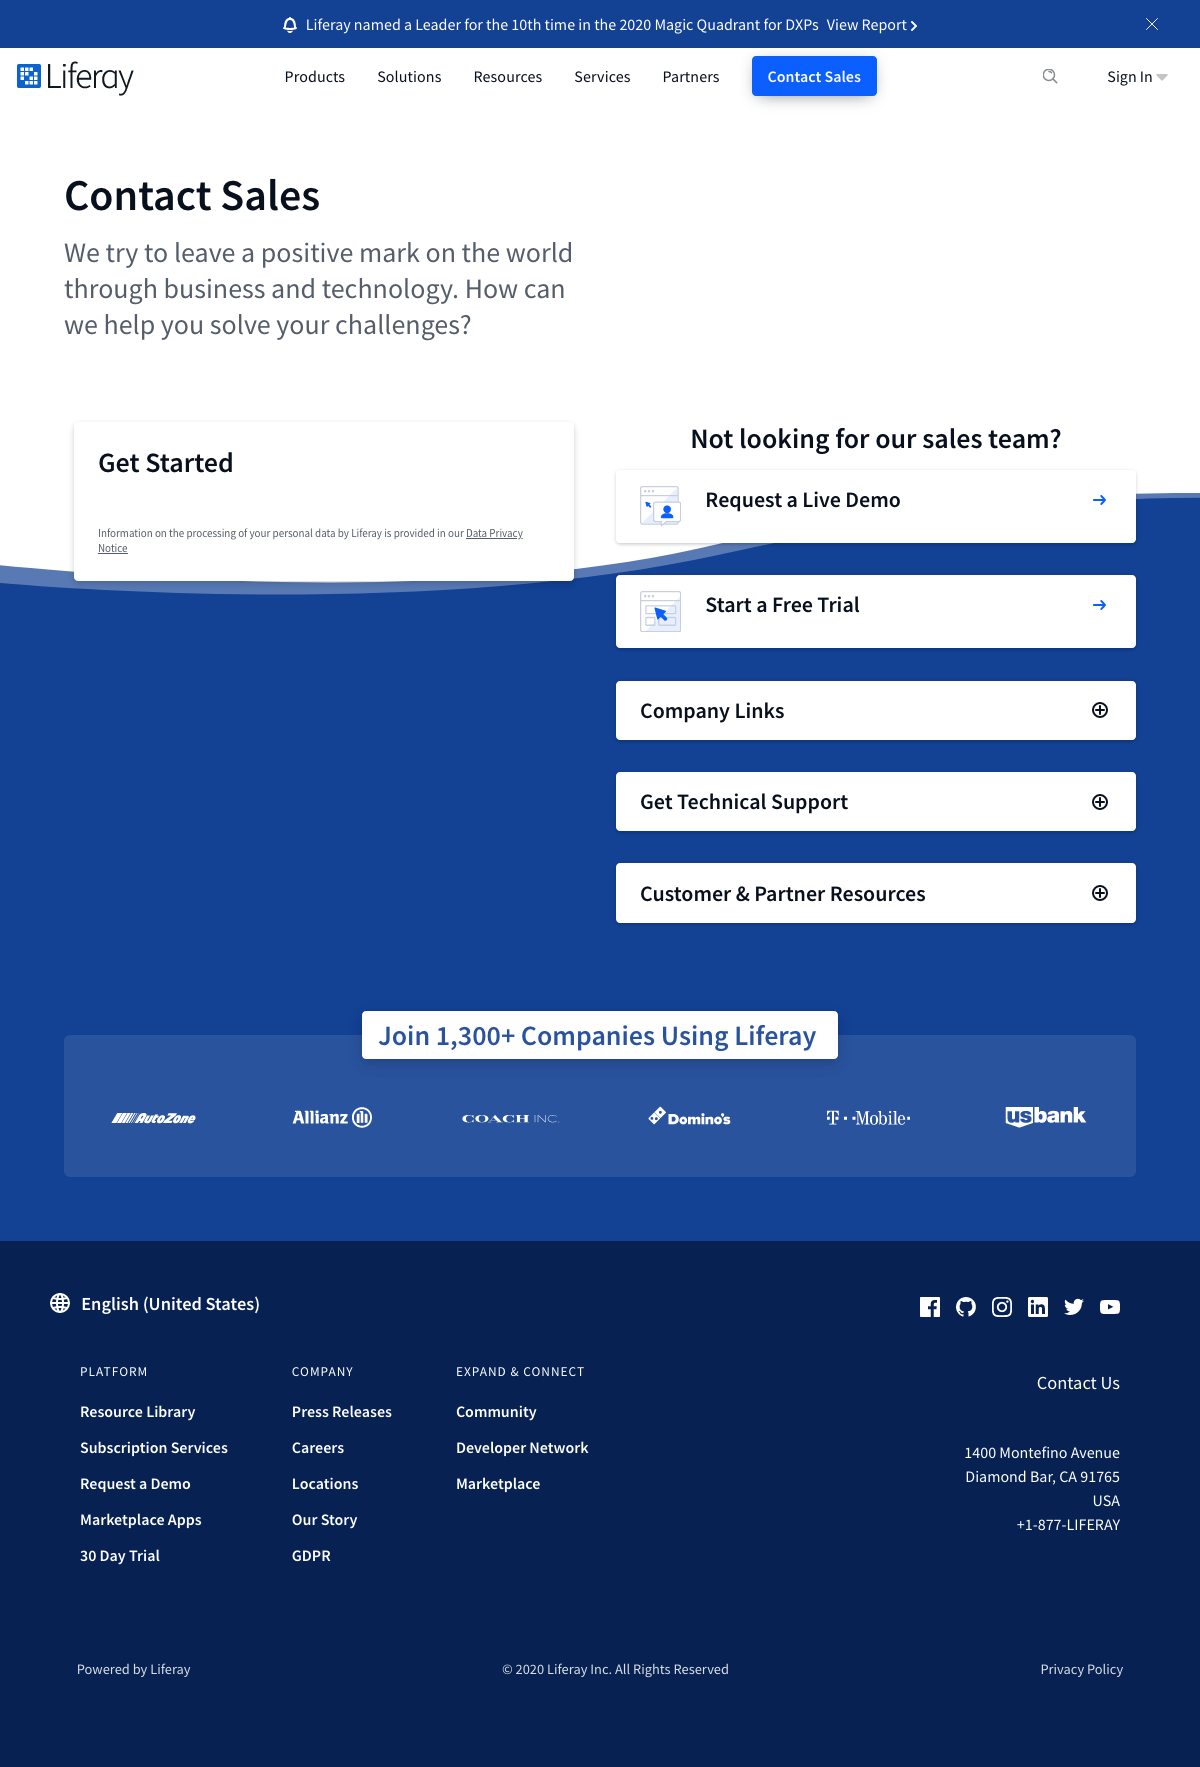 Liferay named a Leader for the 10th time in the 2020 Magic Quadrant for DXPs View Report
Liferay
Products Solutions Resources Services Partners Contact Sales Sign In
Contact Sales
We try to leave a positive mark on the world
through business and technology. How can
we help you solve your challenges?
Get Started
Information on the processing of your personal data by Liferay is provided in our Data Privacy
Notice
Not looking for our sales team?
Request a Live Demo
Start a Free Trial
Company Links
Get Technical Support
Customer & Partner Resources
Join 1,300+ Companies Using Liferay
AutoZone Allianz COACH INC. Domino's T··Mobile· usbank
English (United States)
PLATFORM
Resource Library
Subscription Services
Request a Demo
Marketplace Apps
30 Day Trial
COMPANY
Press Releases
Careers
Locations
Our Story
GDPR
EXPAND & CONNECT
Community
Developer Network
Marketplace
Contact Us
1400 Montefino Avenue
Diamond Bar, CA 91765
USA
+1-877-LIFERAY
Powered by Liferay
© 2020 Liferay Inc. All Rights Reserved
Privacy Policy